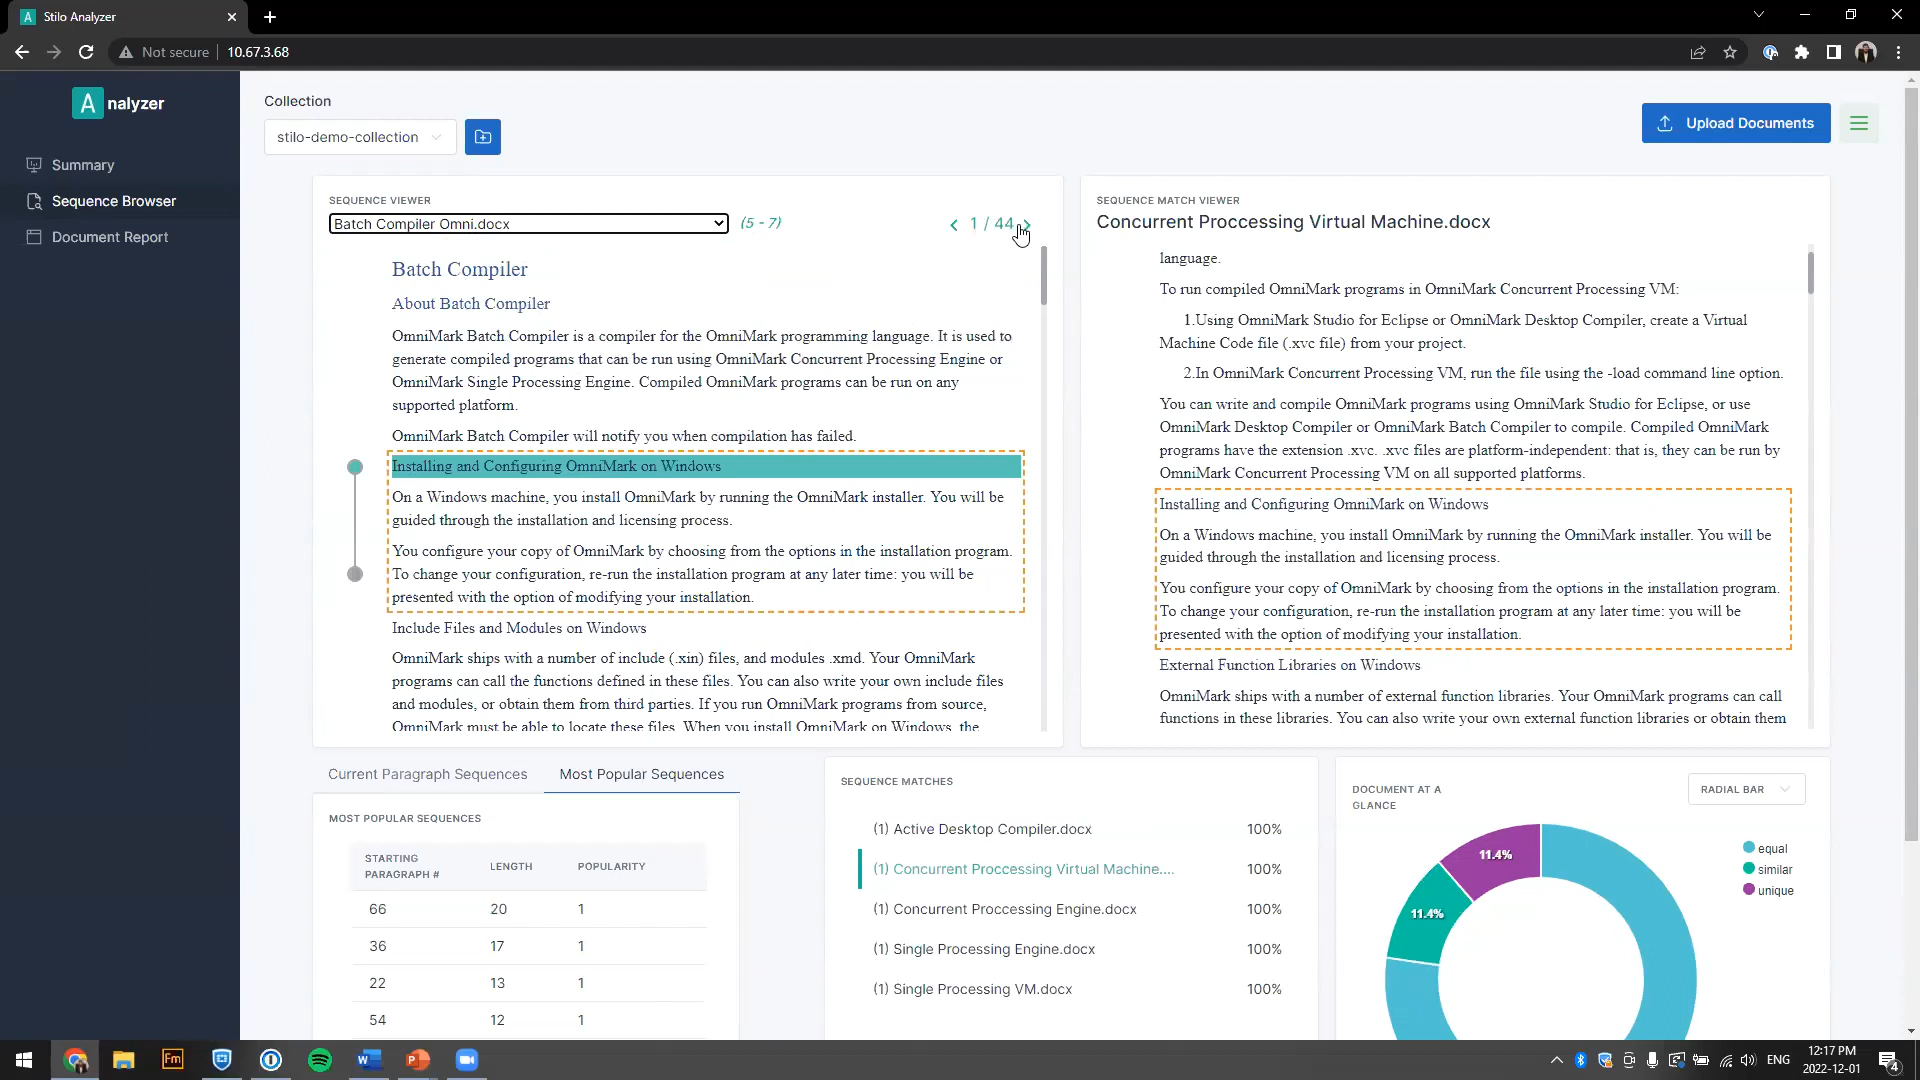 Stilo Analyzer
Not secure
10.67.3.68
A nalyzer
Summary
Sequence Browser
Document Report
Collection
stilo-demo-collection
Upload Documents
SEQUENCE VIEWER
Batch Compiler Omni.docx
(5 - 7)
1 / 44
Batch Compiler
About Batch Compiler
OmniMark Batch Compiler is a compiler for the OmniMark programming language. It is used to
generate compiled programs that can be run using OmniMark Concurrent Processing Engine or
OmniMark Single Processing Engine. Compiled OmniMark programs can be run on any
supported platform.
OmniMark Batch Compiler will notify you when compilation has failed.
Installing and Configuring OmniMark on Windows
On a Windows machine, you install OmniMark by running the OmniMark installer. You will be
guided through the installation and licensing process.
You configure your copy of OmniMark by choosing from the options in the installation program.
To change your configuration, re-run the installation program at any later time: you will be
presented with the option of modifying your installation.
Include Files and Modules on Windows
OmniMark ships with a number of include (.xin) files, and modules .xmd. Your OmniMark
programs can call the functions defined in these files. You can also write your own include files
and modules, or obtain them from third parties. If you run OmniMark programs from source,
OmniMark must be able to locate these files. When you install OmniMark on Windows, the
SEQUENCE MATCH VIEWER
Concurrent Proccessing Virtual Machine.docx
language.
To run compiled OmniMark programs in OmniMark Concurrent Processing VM:
1.Using OmniMark Studio for Eclipse or OmniMark Desktop Compiler, create a Virtual
Machine Code file (.xvc file) from your project.
2.In OmniMark Concurrent Processing VM, run the file using the -load command line option.
You can write and compile OmniMark programs using OmniMark Studio for Eclipse, or use
OmniMark Desktop Compiler or OmniMark Batch Compiler to compile. Compiled OmniMark
programs have the extension .xvc. .xvc files are platform-independent: that is, they can be run by
OmniMark Concurrent Processing VM on all supported platforms.
Installing and Configuring OmniMark on Windows
On a Windows machine, you install OmniMark by running the OmniMark installer. You will be
guided through the installation and licensing process.
You configure your copy of OmniMark by choosing from the options in the installation program.
To change your configuration, re-run the installation program at any later time: you will be
presented with the option of modifying your installation.
External Function Libraries on Windows
OmniMark ships with a number of external function libraries. Your OmniMark programs can call
functions in these libraries. You can also write your own external function libraries or obtain them
Current Paragraph Sequences
Most Popular Sequences
MOST POPULAR SEQUENCES
STARTING PARAGRAPH # LENGTH POPULARITY
66 20 1
36 17 1
22 13 1
54 12 1
SEQUENCE MATCHES
(1) Active Desktop Compiler.docx 100%
(1) Concurrent Proccessing Virtual Machine.... 100%
(1) Concurrent Proccessing Engine.docx 100%
(1) Single Processing Engine.docx 100%
(1) Single Processing VM.docx 100%
DOCUMENT AT A
GLANCE
RADIAL BAR
11.4%
11.4%
equal
similar
unique
Fm
ENG
12:17 PM
2022-12-01
4